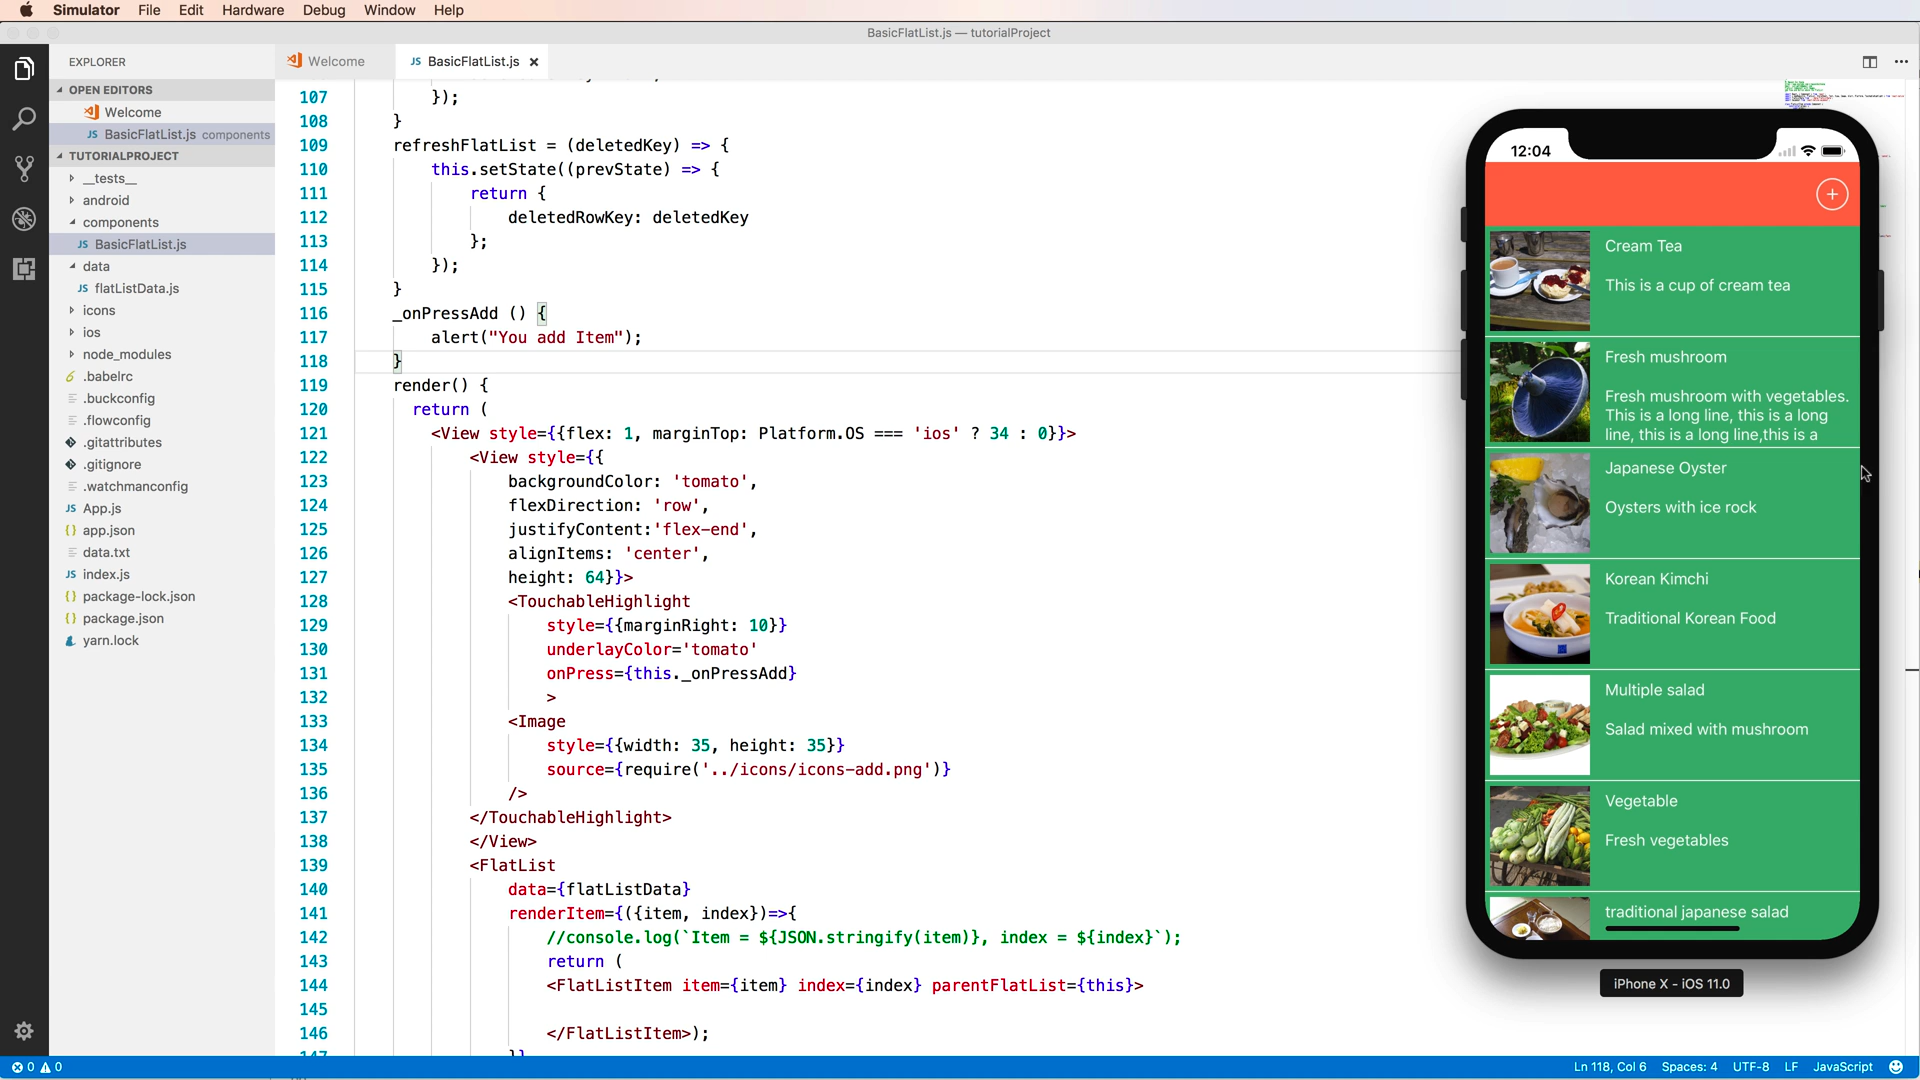 Simulator File Edit Hardware Debug Window Help
BasicFlatList.js — tutorialProject
EXPLORER
OPEN EDITORS
Welcome
JS BasicFlatList.js components
TUTORIALPROJECT
__tests__
android
components
JS BasicFlatList.js
data
JS flatListData.js
icons
ios
node_modules
.babelrc
.buckconfig
.flowconfig
.gitattributes
.gitignore
.watchmanconfig
JS App.js
{} app.json
data.txt
JS index.js
{} package-lock.json
{} package.json
yarn.lock
Welcome
JS BasicFlatList.js
107 });
108 }
109 refreshFlatList = (deletedKey) => {
110 this.setState((prevState) => {
111 return {
112 deletedRowKey: deletedKey
113 };
114 });
115 }
116 _onPressAdd () {
117 alert("You add Item");
118 }
119 render() {
120 return (
121 <View style={{flex: 1, marginTop: Platform.OS === 'ios' ? 34 : 0}}>
122 <View style={{
123 backgroundColor: 'tomato',
124 flexDirection: 'row',
125 justifyContent:'flex-end',
126 alignItems: 'center',
127 height: 64}}>
128 <TouchableHighlight
129 style={{marginRight: 10}}
130 underlayColor='tomato'
131 onPress={this._onPressAdd}
132 >
133 <Image
134 style={{width: 35, height: 35}}
135 source={require('../icons/icons-add.png')}
136 />
137 </TouchableHighlight>
138 </View>
139 <FlatList
140 data={flatListData}
141 renderItem={({item, index})=>{
142 //console.log(`Item = ${JSON.stringify(item)}, index = ${index}`);
143 return (
144 <FlatListItem item={item} index={index} parentFlatList={this}>
145
146 </FlatListItem>);
12:04
Cream Tea
This is a cup of cream tea
Fresh mushroom
Fresh mushroom with vegetables.
This is a long line, this is a long
line, this is a long line,this is a
Japanese Oyster
Oysters with ice rock
Korean Kimchi
Traditional Korean Food
Multiple salad
Salad mixed with mushroom
Vegetable
Fresh vegetables
traditional japanese salad
iPhone X - iOS 11.0
0 0
Ln 118, Col 6 Spaces: 4 UTF-8 LF JavaScript